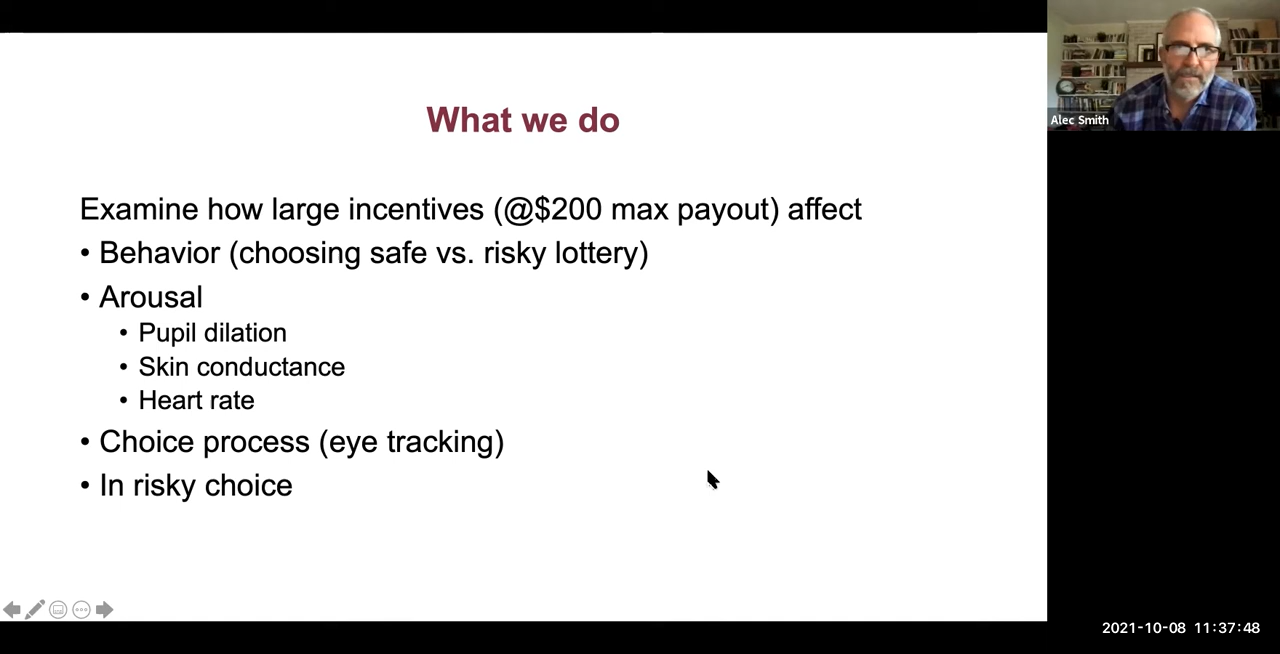 What we do
Examine how large incentives (@$200 max payout) affect
• Behavior (choosing safe vs. risky lottery)
• Arousal
• Pupil dilation
• Skin conductance
• Heart rate
• Choice process (eye tracking)
• In risky choice
Alec Smith
2021-10-08 11:37:48